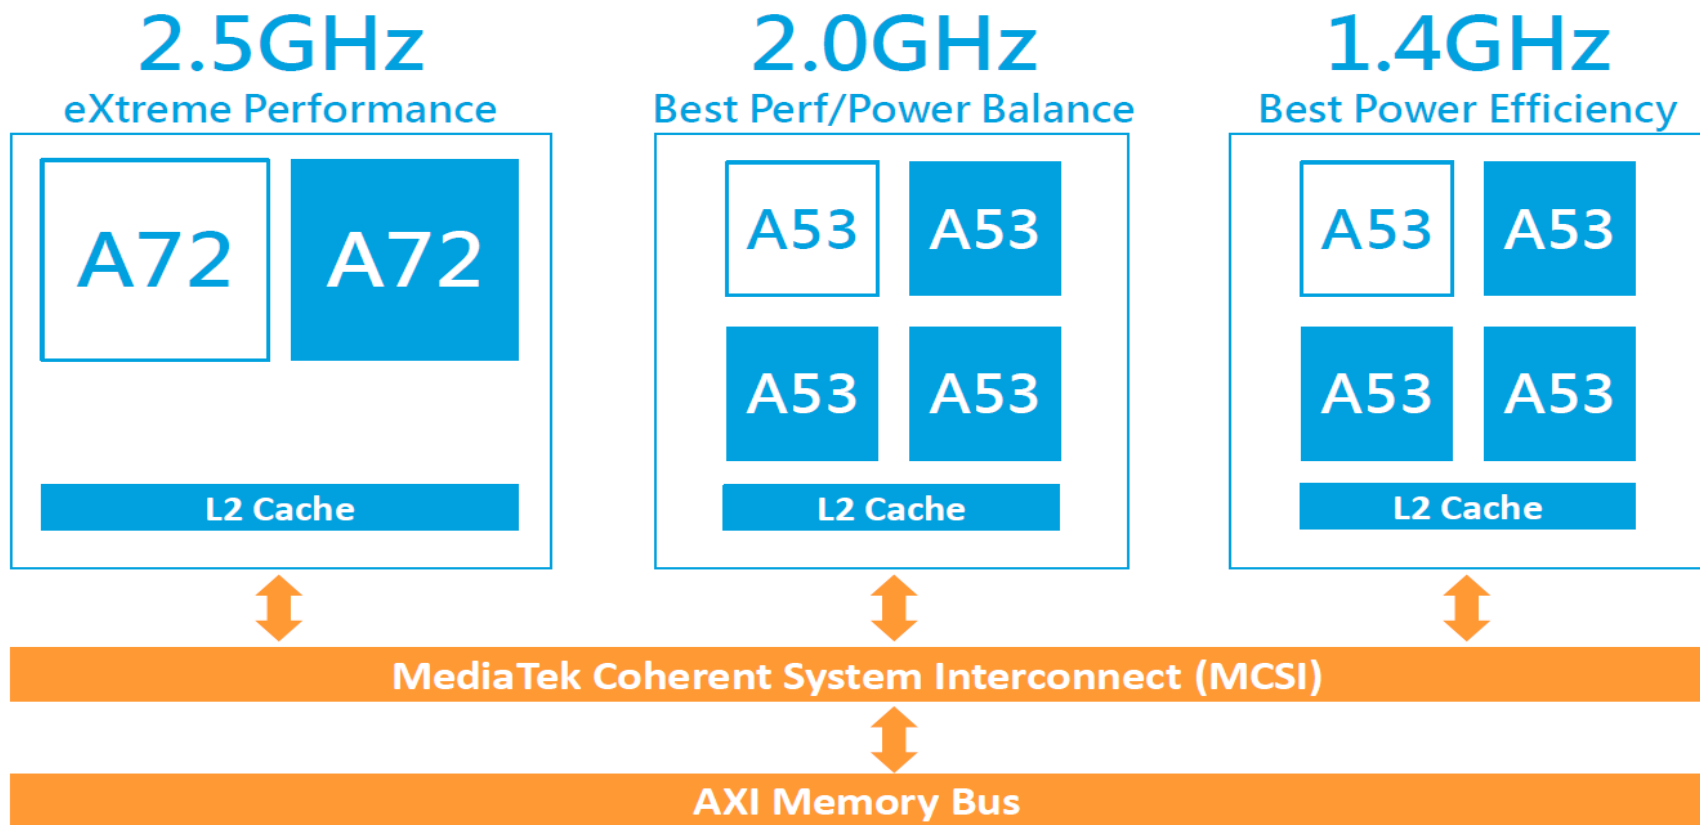 2.5GHz
eXtreme Performance
A72 A72
L2 Cache
2.0GHz
Best Perf/Power Balance
A53 A53
A53 A53
L2 Cache
1.4GHz
Best Power Efficiency
A53 A53
A53 A53
L2 Cache
MediaTek Coherent System Interconnect (MCSI)
AXI Memory Bus